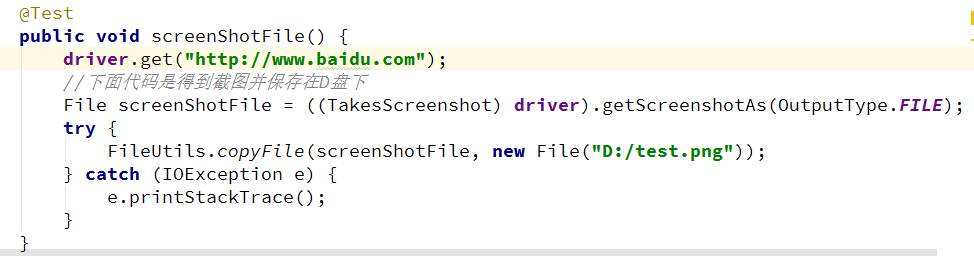 @Test
public void screenShotFile() {
driver.get("http://www.baidu.com");
//下面代码是得到截图并保存在D盘下
File screenShotFile = ((TakesScreenshot) driver).getScreenshotAs(OutputType.FILE);
try {
FileUtils.copyFile(screenShotFile, new File("D:/test.png"));
} catch (IOException e) {
e.printStackTrace();
}
}